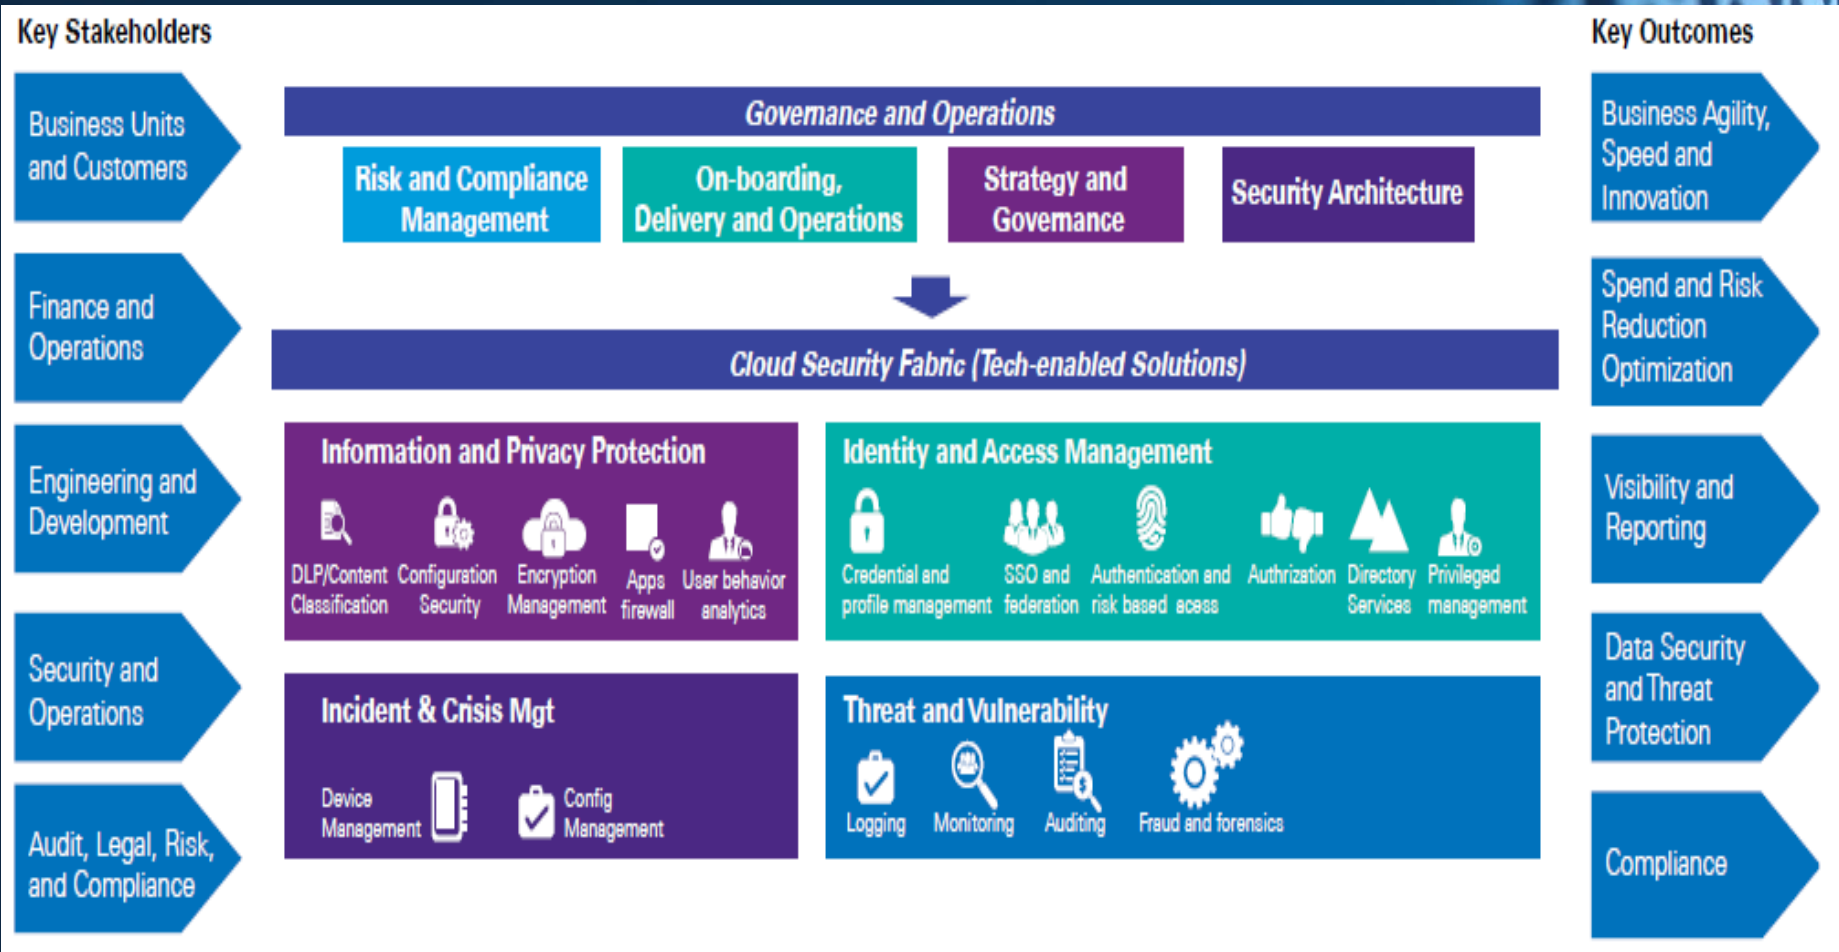 Key Stakeholders
Business Units
and Customers
Finance and
Operations
Engineering and
Development
Security and
Operations
Audit, Legal, Risk,
and Compliance
Governance and Operations
Risk and Compliance
Management
On-boarding,
Delivery and Operations
Strategy and
Governance
Security Architecture
Cloud Security Fabric (Tech-enabled Solutions)
Information and Privacy Protection
DLP/Content
Classification
Configuration
Security
Encryption
Management
Apps
firewall
User behavior
analytics
Identity and Access Management
Credential and
profile management
SSO and
federation
Authentication and
risk based acess
Authrization
Directory
Services
Privileged
management
Incident & Crisis Mgt
Device
Management
Config
Management
Threat and Vulnerability
Logging
Monitoring
Auditing
Fraud and forensics
Key Outcomes
Business Agility,
Speed and
Innovation
Spend and Risk
Reduction
Optimization
Visibility and
Reporting
Data Security
and Threat
Protection
Compliance